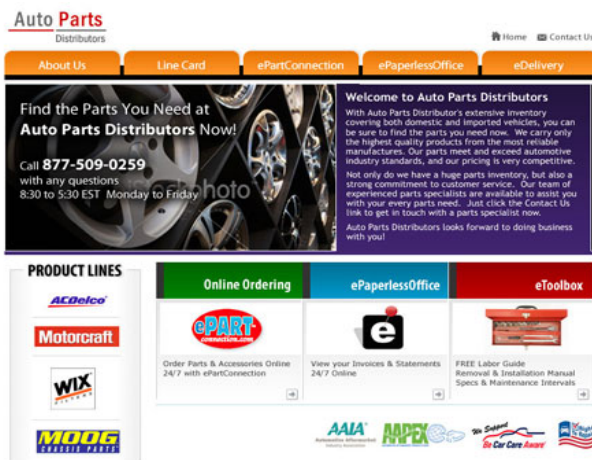 Auto Parts
Distributors
Home
Contact Us
About Us
Line Card
ePartConnection
ePaperlessOffice
eDelivery
Find the Parts You Need at
Auto Parts Distributors Now!
Call 877-509-0259
with any questions
8:30 to 5:30 EST Monday to Friday
Welcome to Auto Parts Distributors
With Auto Parts Distributor's extensive inventory
covering both domestic and imported vehicles, you can
be sure to find the parts you need now. We carry only
the highest quality products from the most reliable
manufactures. Our parts meet and exceed automotive
industry standards, and our pricing is very competitive.
Not only do we have a huge parts inventory, but also a
strong commitment to customer service. Our team of
experienced parts specialists are available to assist you
with your every parts need. Just click the Contact Us
link to get in touch with a parts specialist now.
Auto Parts Distributors looks forward to doing business
with you!
PRODUCT LINES
ACDelco
Motorcraft
WIX
FILTERS
MOOG
CHASSIS PARTS
Online Ordering
ePART
connection.com
Order Parts & Accessories Online
24/7 with ePartConnection
ePaperlessOffice
e
View your Invoices & Statements
24/7 Online
eToolbox
FREE Labor Guide
Removal & Installation Manual
Specs & Maintenance Intervals
AAIA
Automotive Aftermarket
Industry Association
AAPEX
We Support
Be Car Care Aware